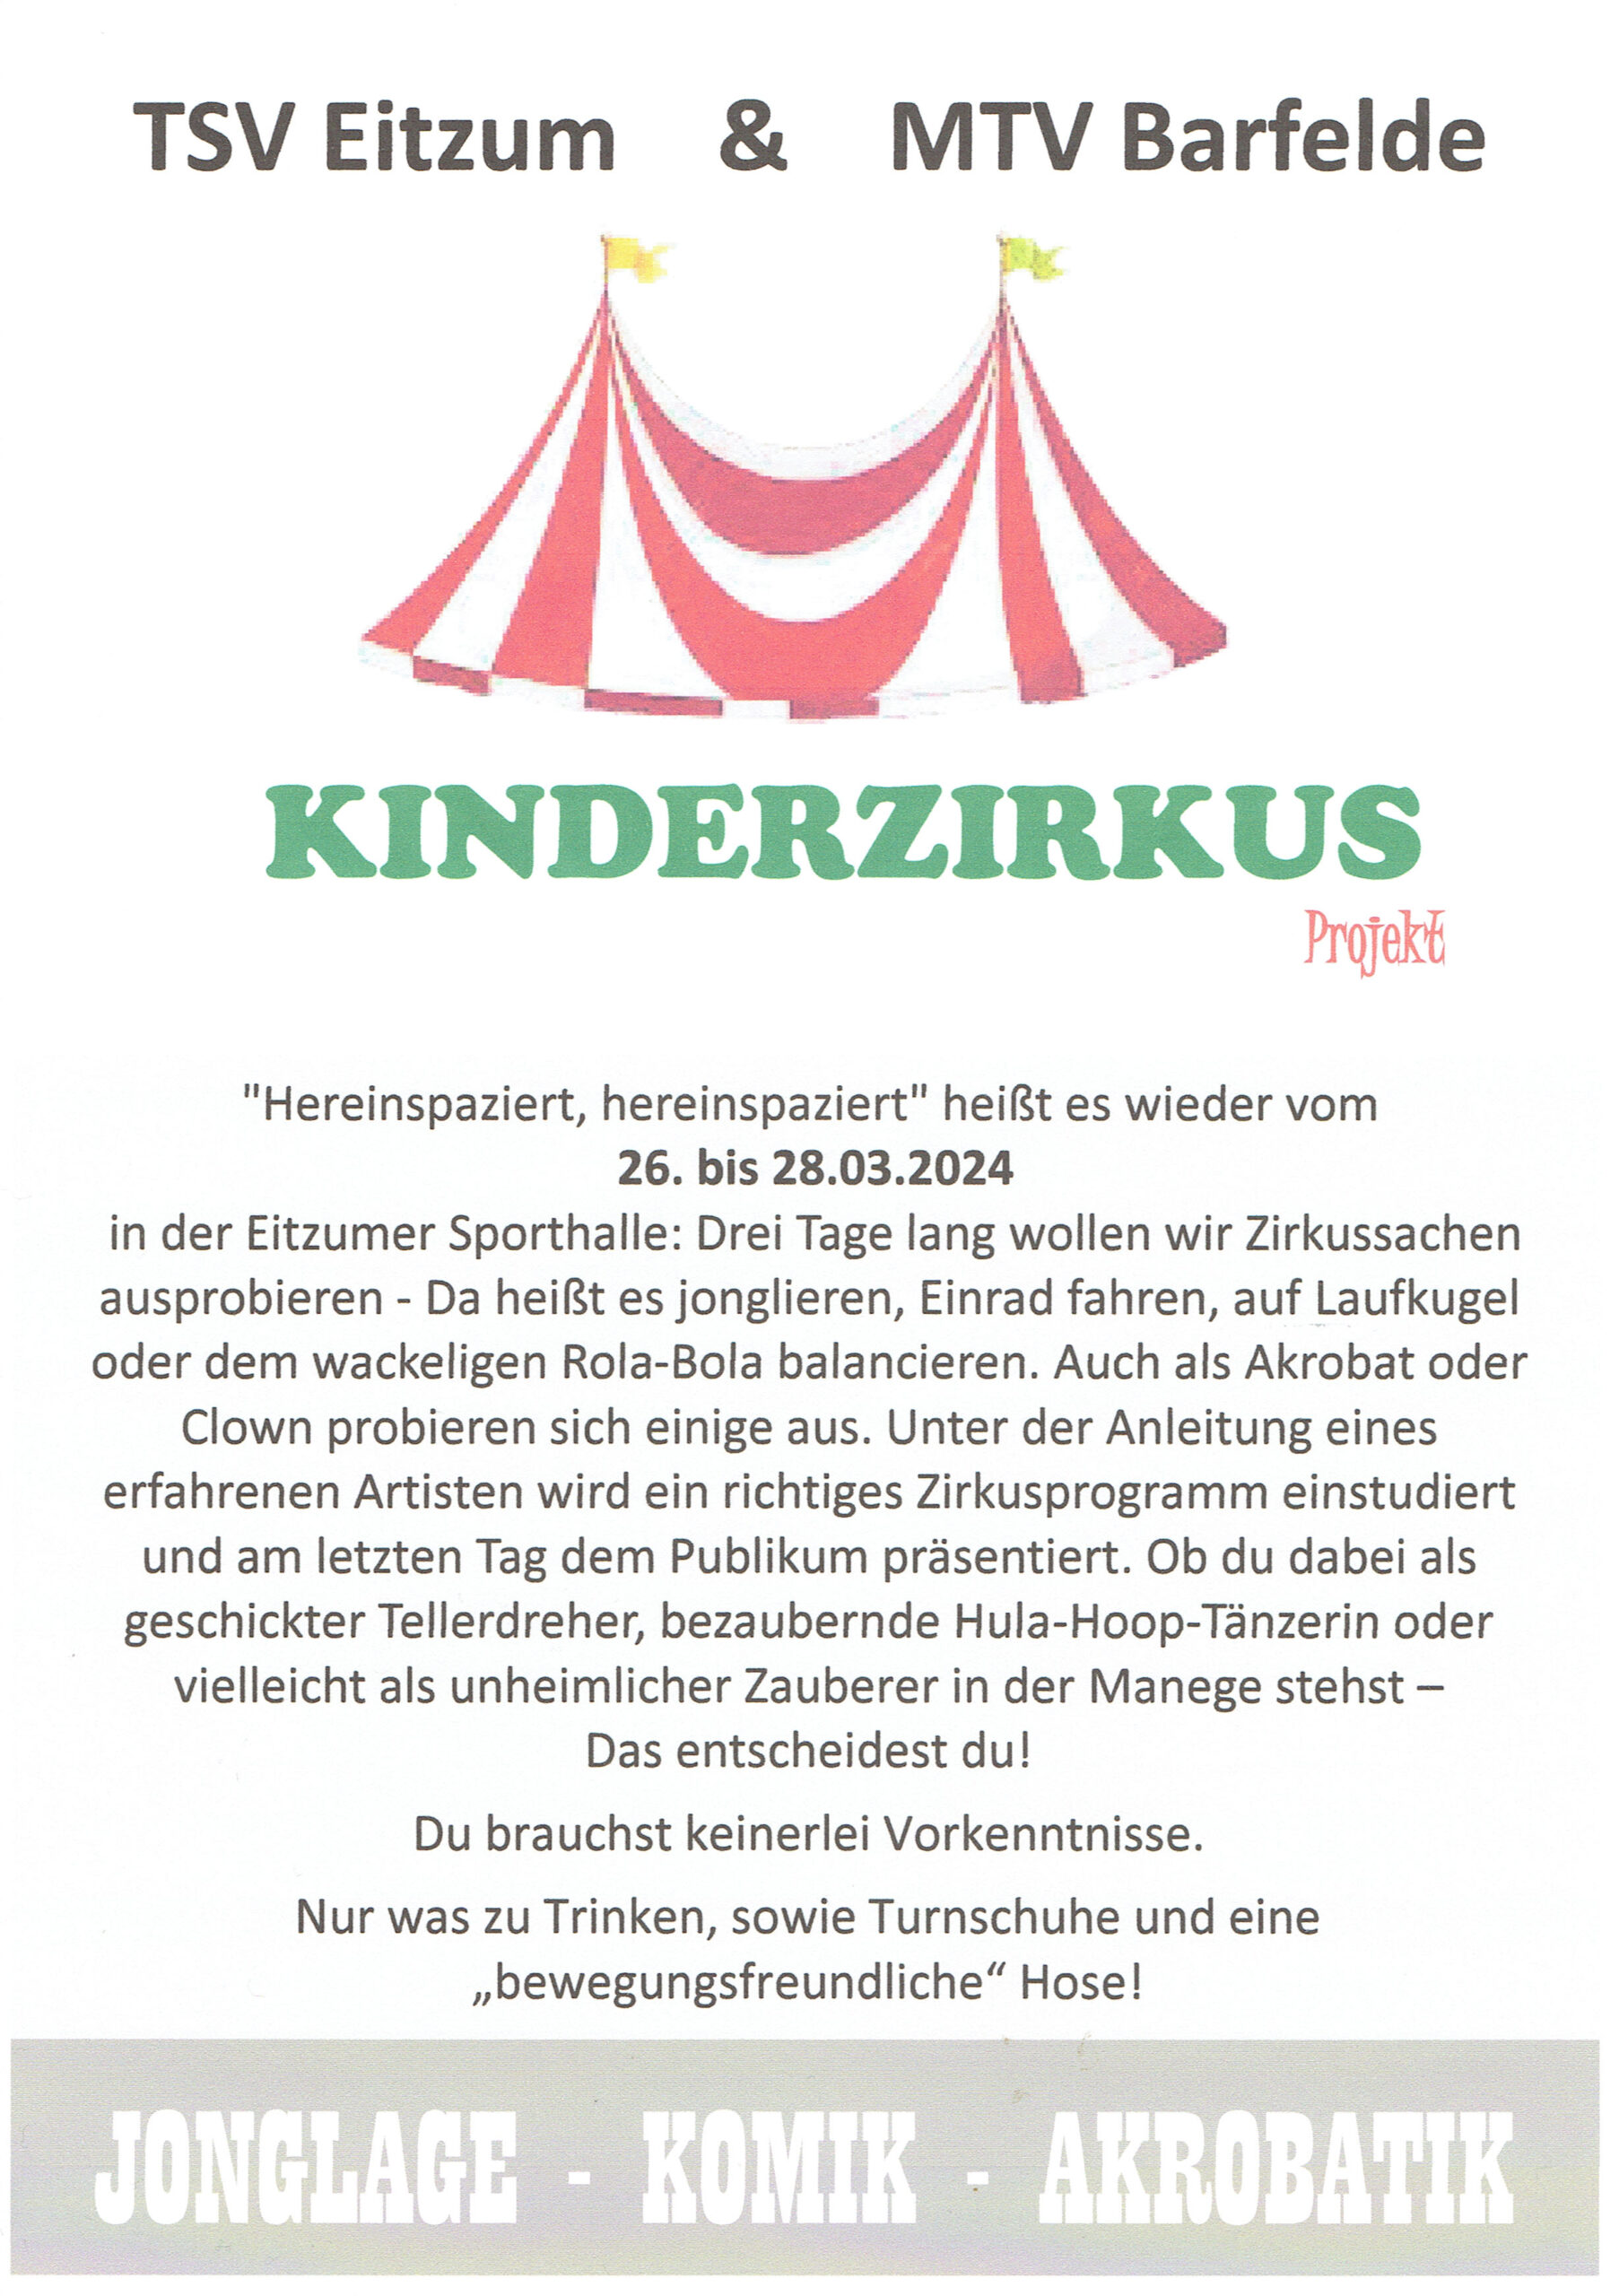 TSV Eitzum & MTV Barfelde
KINDERZIRKUS
Projekt
"Hereinspaziert, hereinspaziert" heißt es wieder vom
26. bis 28.03.2024
in der Eitzumer Sporthalle: Drei Tage lang wollen wir Zirkussachen
ausprobieren - Da heißt es jonglieren, Einrad fahren, auf Laufkugel
oder dem wackeligen Rola-Bola balancieren. Auch als Akrobat oder
Clown probieren sich einige aus. Unter der Anleitung eines
erfahrenen Artisten wird ein richtiges Zirkusprogramm einstudiert
und am letzten Tag dem Publikum präsentiert. Ob du dabei als
geschickter Tellerdreher, bezaubernde Hula-Hoop-Tänzerin oder
vielleicht als unheimlicher Zauberer in der Manege stehst –
Das entscheidest du!
Du brauchst keinerlei Vorkenntnisse.
Nur was zu Trinken, sowie Turnschuhe und eine
„bewegungsfreundliche“ Hose!
JONGLAGE - KOMIK - AKROBATIK